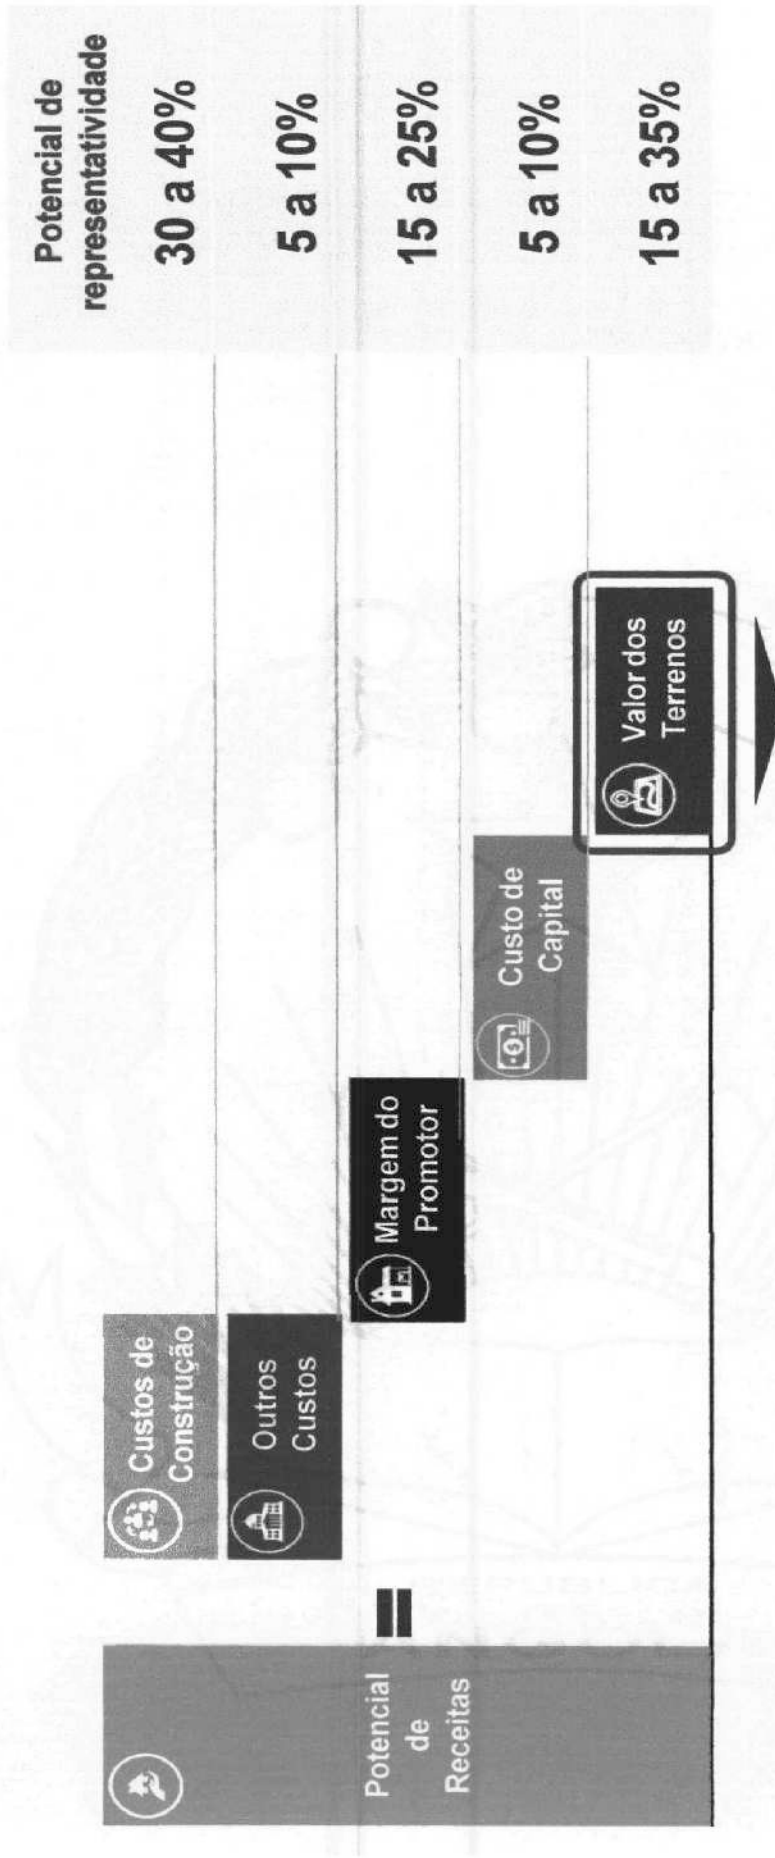 Potencial de
representatividade
Custos de
Construção
30 a 40%
Outros
Custos
5 a 10%
Potencial
de
Receitas
=
Margem do
Promotor
15 a 25%
Custo de
Capital
5 a 10%
Valor dos
Terrenos
15 a 35%